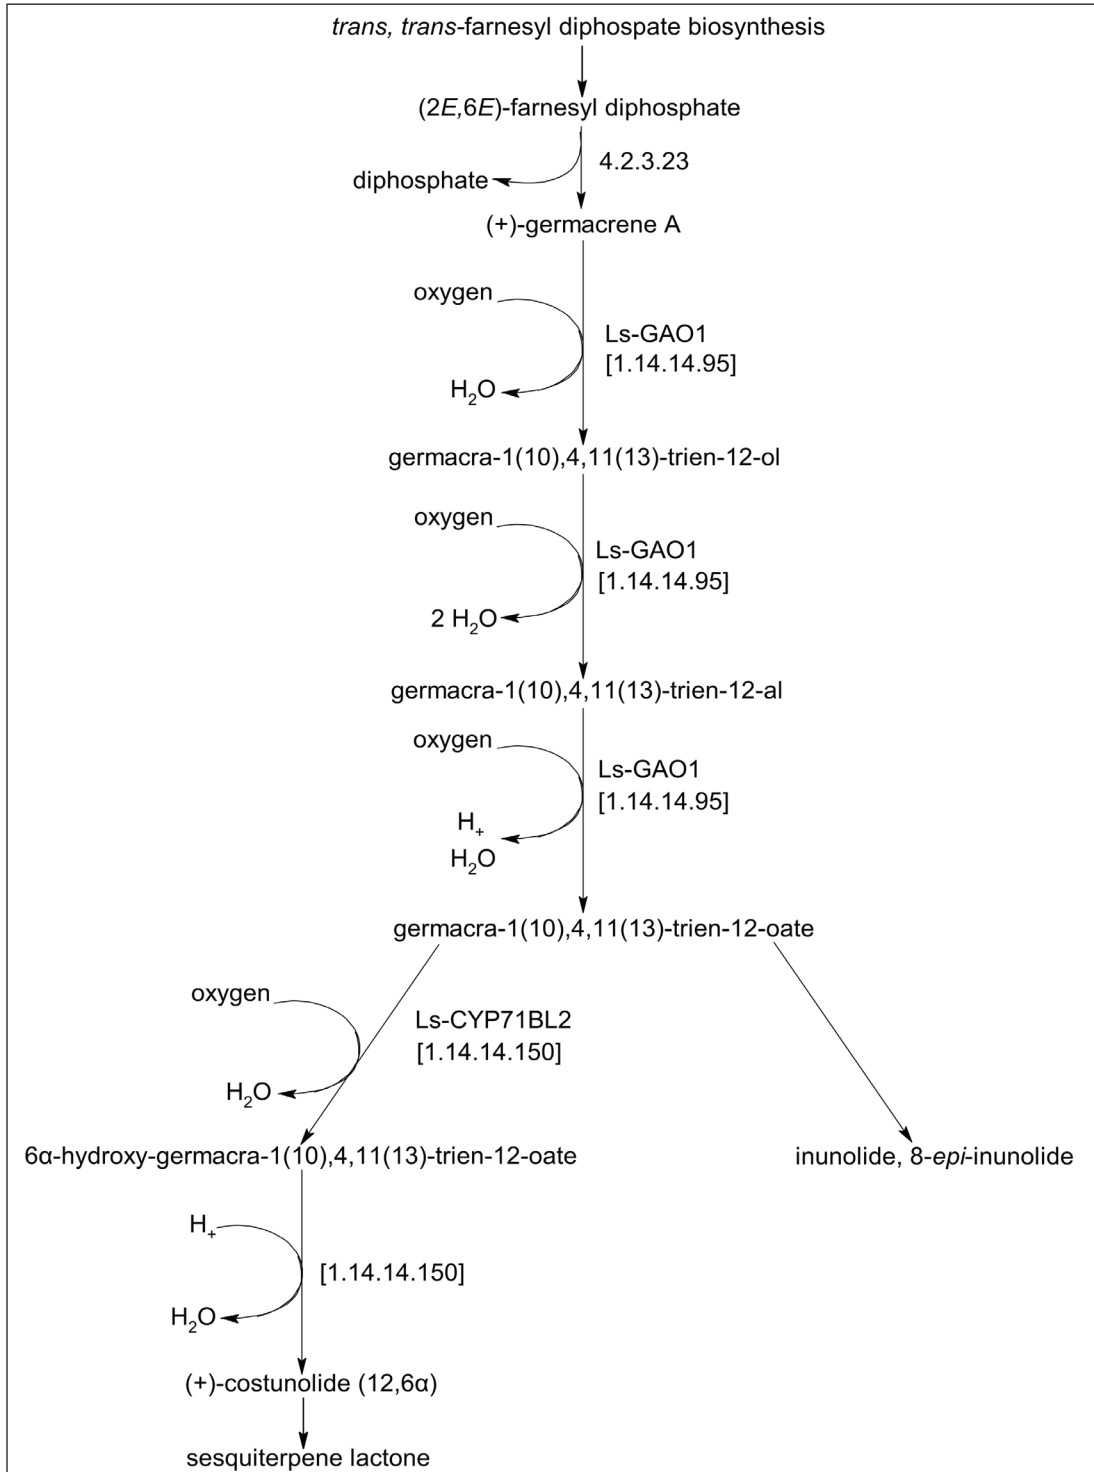 trans, trans-farnesyl diphospate biosynthesis
(2E,6E)-farnesyl diphosphate
4.2.3.23
diphosphate
(+)-germacrene A
oxygen
Ls-GAO1
[1.14.14.95]
H2O
germacra-1(10),4,11(13)-trien-12-ol
oxygen
Ls-GAO1
[1.14.14.95]
2 H2O
germacra-1(10),4,11(13)-trien-12-al
oxygen
Ls-GAO1
[1.14.14.95]
H+
H2O
germacra-1(10),4,11(13)-trien-12-oate
oxygen
Ls-CYP71BL2
[1.14.14.150]
H2O
6α-hydroxy-germacra-1(10),4,11(13)-trien-12-oate
inunolide, 8-epi-inunolide
H+
[1.14.14.150]
H2O
(+)-costunolide (12,6α)
sesquiterpene lactone